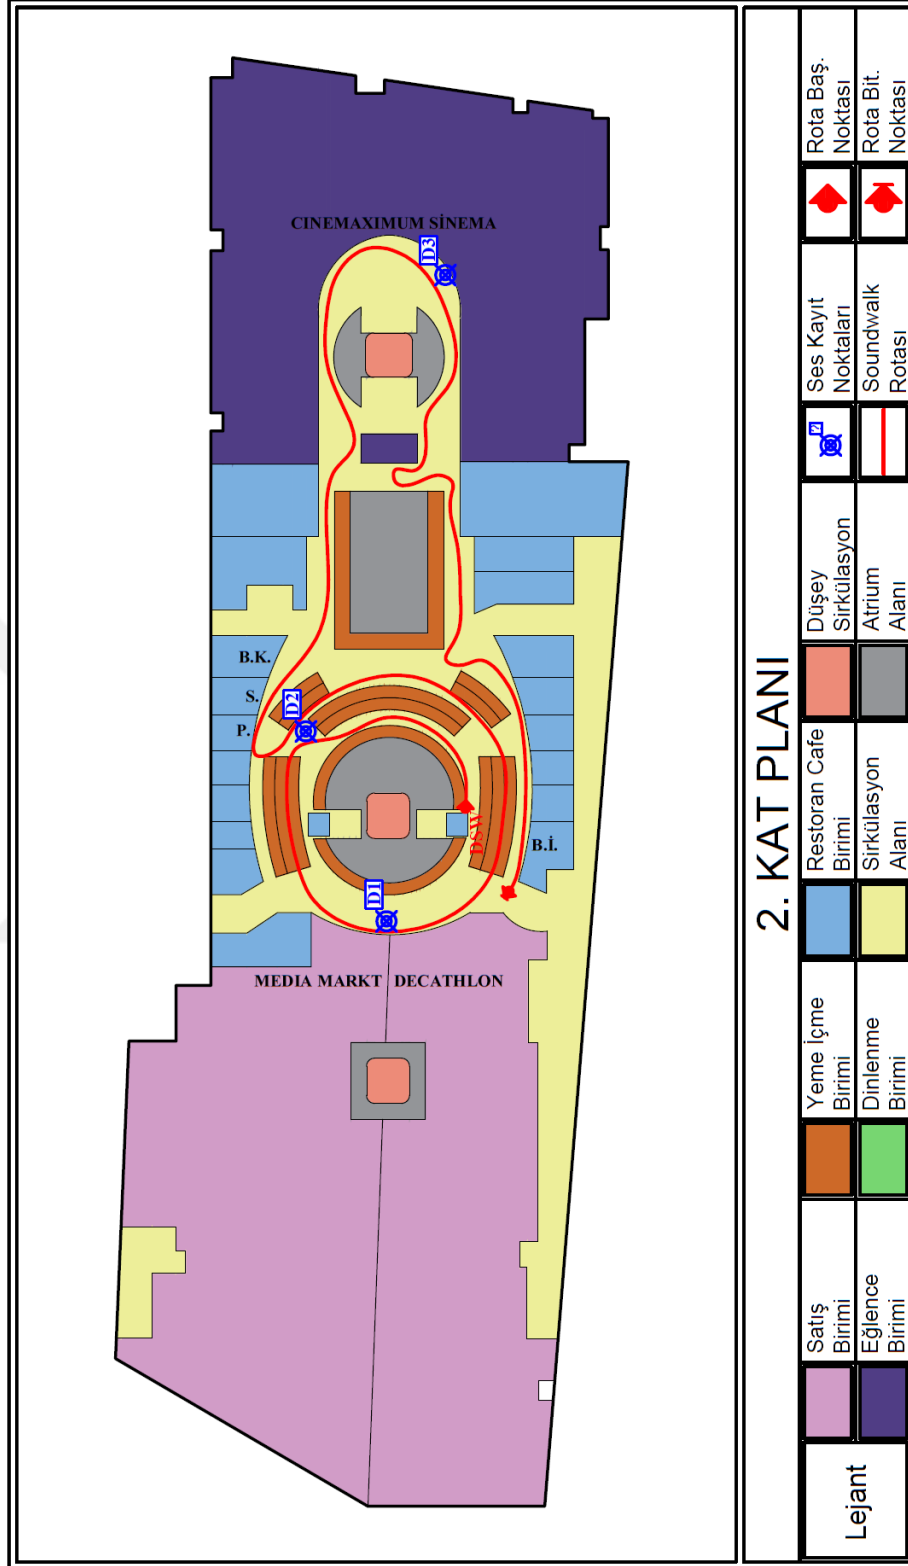 CINEMAXIMUM SİNEMA
D3
B.K.
S.
D2
P.
DSW
B.İ.
D1
MEDIA MARKT
DECATHLON
2. KAT PLANI
Lejant
Satış
Birimi
Eğlence
Birimi
Yeme İçme
Birimi
Dinlenme
Birimi
Restoran Cafe
Birimi
Sirkülasyon
Alanı
Düşey
Sirkülasyon
Atrium
Alanı
?
Ses Kayıt
Noktaları
Soundwalk
Rotası
Rota Baş.
Noktası
Rota Bit.
Noktası